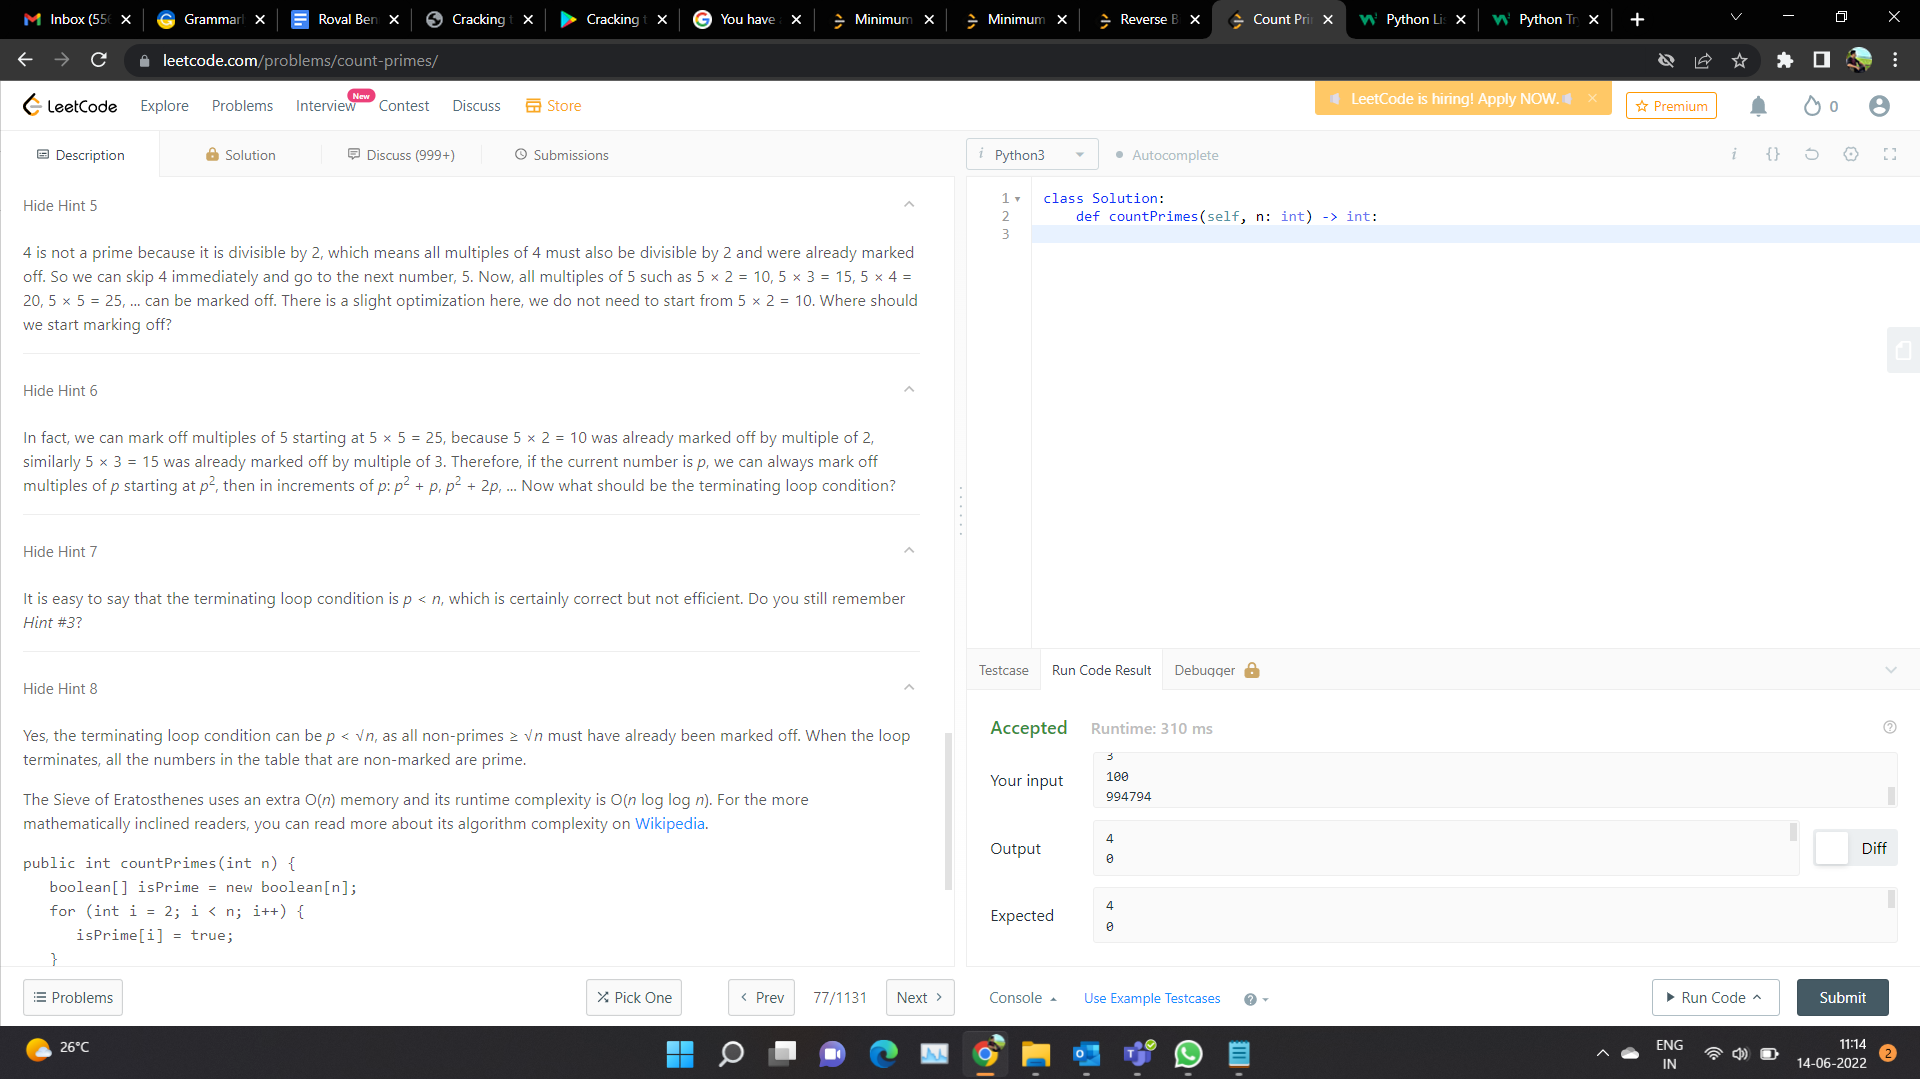 Inbox (55
Grammar
Roval Ben
Cracking t
Cracking t
You have
Minimum
Minimum
Reverse B
Count Pri
Python Li
Python Tr
leetcode.com/problems/count-primes/
LeetCode
Explore
Problems
Interview
New
Contest
Discuss
Store
LeetCode is hiring! Apply NOW.
Premium
0
Description
Solution
Discuss (999+)
Submissions
i Python3
Autocomplete
Hide Hint 5
4 is not a prime because it is divisible by 2, which means all multiples of 4 must also be divisible by 2 and were already marked
off. So we can skip 4 immediately and go to the next number, 5. Now, all multiples of 5 such as 5 × 2 = 10, 5 × 3 = 15, 5 × 4 =
20, 5 × 5 = 25, ... can be marked off. There is a slight optimization here, we do not need to start from 5 × 2 = 10. Where should
we start marking off?
Hide Hint 6
In fact, we can mark off multiples of 5 starting at 5 × 5 = 25, because 5 × 2 = 10 was already marked off by multiple of 2,
similarly 5 × 3 = 15 was already marked off by multiple of 3. Therefore, if the current number is p, we can always mark off
multiples of p starting at p², then in increments of p: p² + p, p² + 2p, ... Now what should be the terminating loop condition?
Hide Hint 7
It is easy to say that the terminating loop condition is p < n, which is certainly correct but not efficient. Do you still remember
Hint #3?
Hide Hint 8
Yes, the terminating loop condition can be p < √n, as all non-primes ≥ √n must have already been marked off. When the loop
terminates, all the numbers in the table that are non-marked are prime.
The Sieve of Eratosthenes uses an extra O(n) memory and its runtime complexity is O(n log log n). For the more
mathematically inclined readers, you can read more about its algorithm complexity on Wikipedia.
public int countPrimes(int n) {
boolean[] isPrime = new boolean[n];
for (int i = 2; i < n; i++) {
isPrime[i] = true;
}
1 class Solution:
2 def countPrimes(self, n: int) -> int:
3
Testcase
Run Code Result
Debugger
Accepted
Runtime: 310 ms
Your input
3
100
994794
Output
4
0
Diff
Expected
4
0
Problems
Pick One
Prev
77/1131
Next
Console
Use Example Testcases
Run Code
Submit
26°C
ENG
IN
11:14
14-06-2022
2